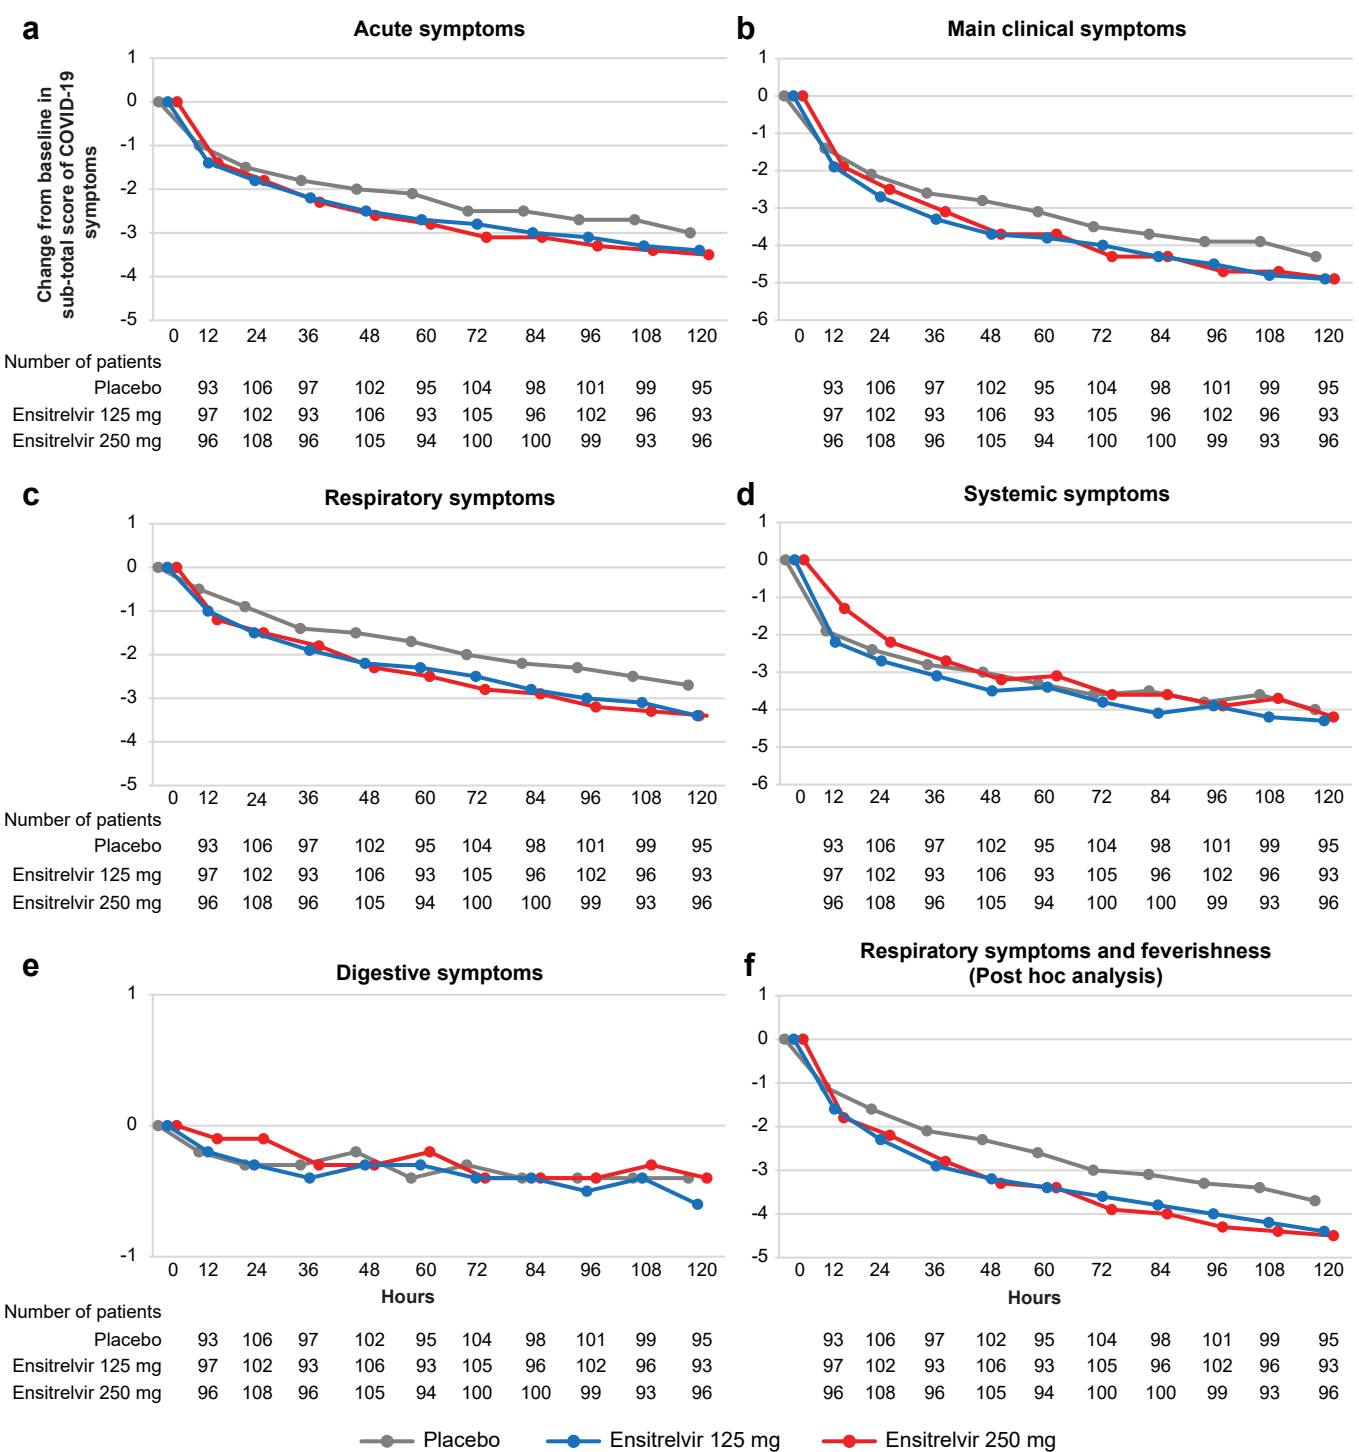 a
Acute symptoms
Change from baseline in
sub-total score of COVID-19
symptoms
1
0
-1
-2
-3
-4
-5
0 12 24 36 48 60 72 84 96 108 120
Number of patients
Placebo 93 106 97 102 95 104 98 101 99 95
Ensitrelvir 125 mg 97 102 93 106 93 105 96 102 96 93
Ensitrelvir 250 mg 96 108 96 105 94 100 100 99 93 96
b
Main clinical symptoms
1
0
-1
-2
-3
-4
-5
-6
0 12 24 36 48 60 72 84 96 108 120
93 106 97 102 95 104 98 101 99 95
97 102 93 106 93 105 96 102 96 93
96 108 96 105 94 100 100 99 93 96
c
Respiratory symptoms
1
0
-1
-2
-3
-4
-5
0 12 24 36 48 60 72 84 96 108 120
Number of patients
Placebo 93 106 97 102 95 104 98 101 99 95
Ensitrelvir 125 mg 97 102 93 106 93 105 96 102 96 93
Ensitrelvir 250 mg 96 108 96 105 94 100 100 99 93 96
d
Systemic symptoms
1
0
-1
-2
-3
-4
-5
-6
0 12 24 36 48 60 72 84 96 108 120
93 106 97 102 95 104 98 101 99 95
97 102 93 106 93 105 96 102 96 93
96 108 96 105 94 100 100 99 93 96
e
Digestive symptoms
1
0
-1
0 12 24 36 48 60 72 84 96 108 120
Hours
Number of patients
Placebo 93 106 97 102 95 104 98 101 99 95
Ensitrelvir 125 mg 97 102 93 106 93 105 96 102 96 93
Ensitrelvir 250 mg 96 108 96 105 94 100 100 99 93 96
f
Respiratory symptoms and feverishness
(Post hoc analysis)
1
0
-1
-2
-3
-4
-5
0 12 24 36 48 60 72 84 96 108 120
Hours
93 106 97 102 95 104 98 101 99 95
97 102 93 106 93 105 96 102 96 93
96 108 96 105 94 100 100 99 93 96
Placebo Ensitrelvir 125 mg Ensitrelvir 250 mg